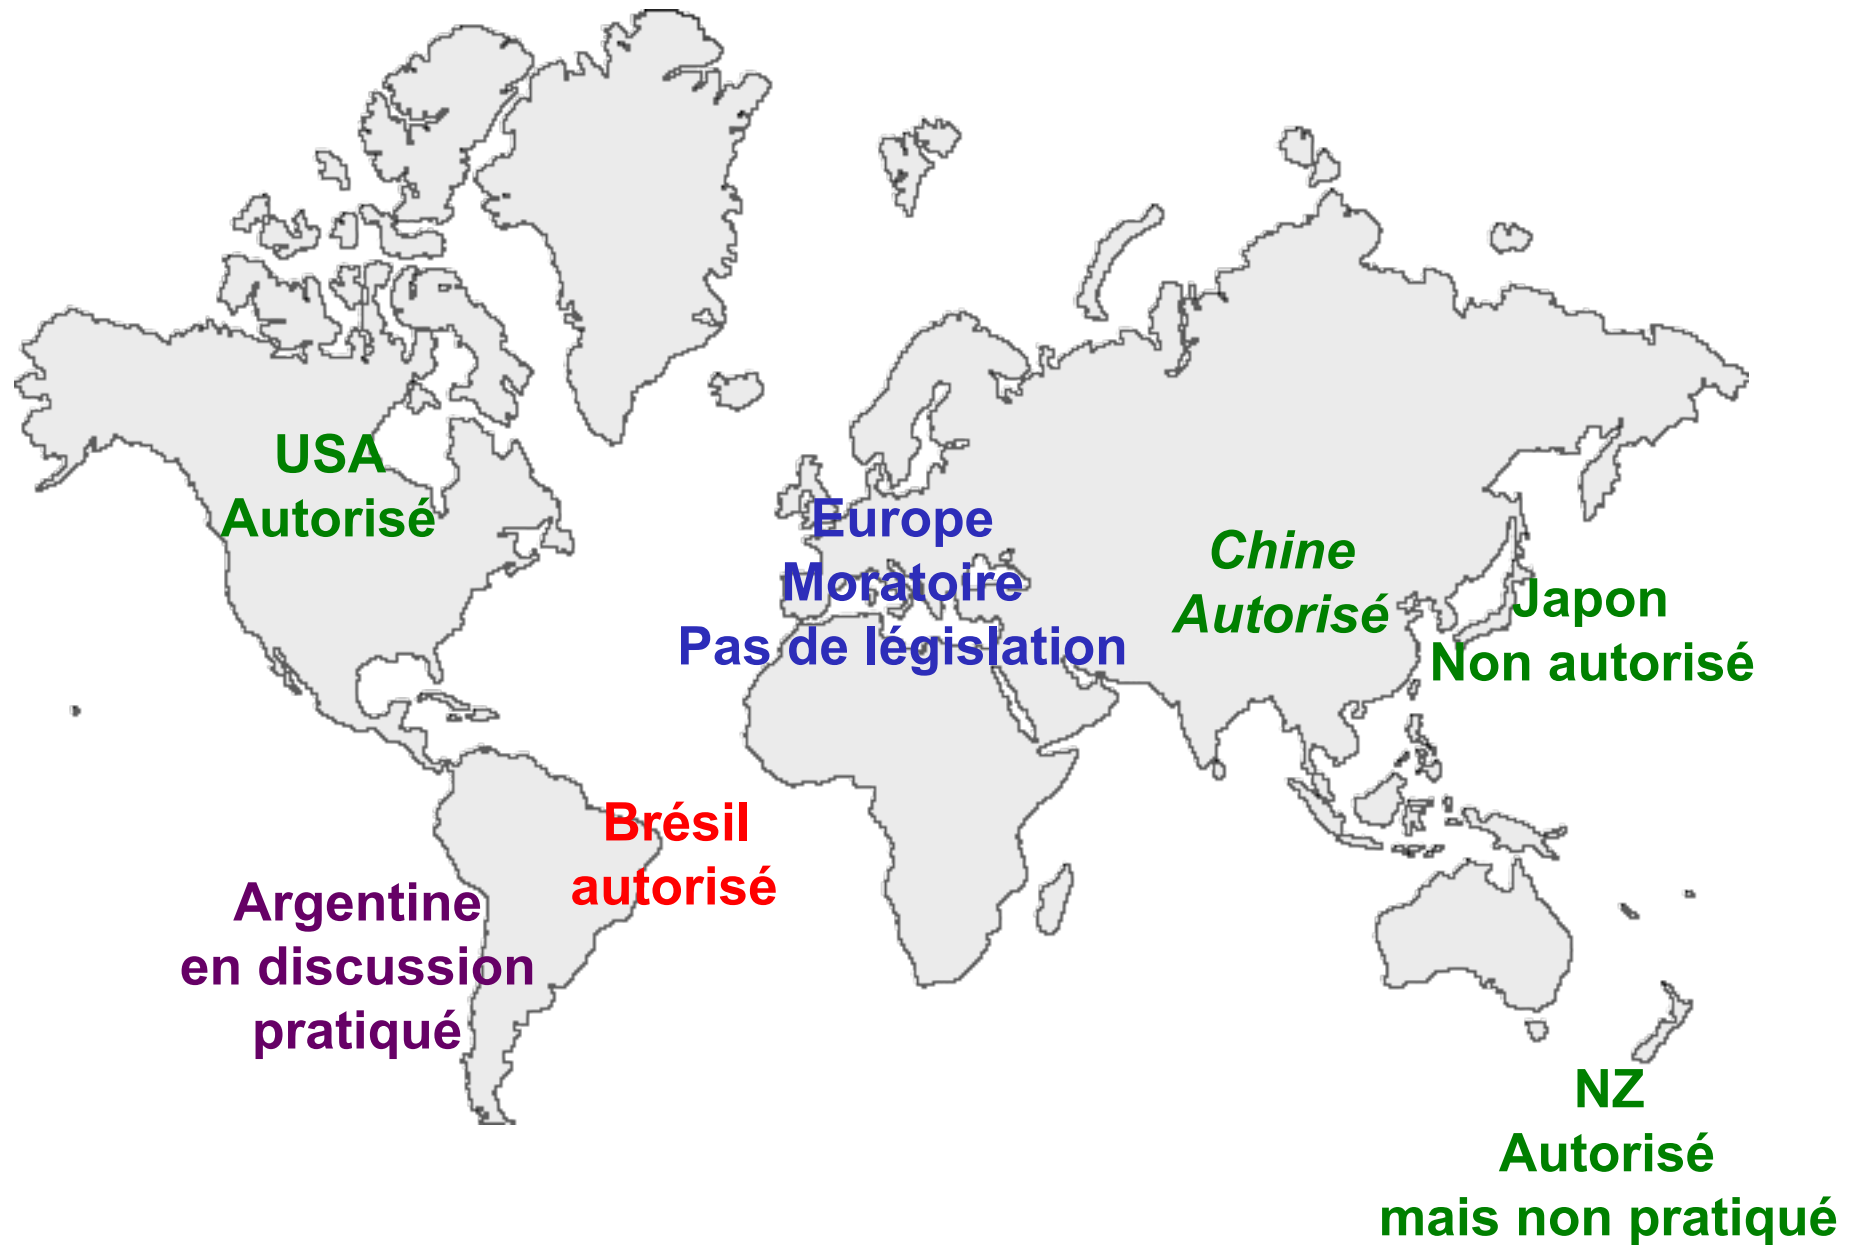 USA
Autorisé
Europe
Moratoire
Pas de législation
Chine
Autorisé
Japon
Non autorisé
Brésil
autorisé
Argentine
en discussion
pratiqué
NZ
Autorisé
mais non pratiqué